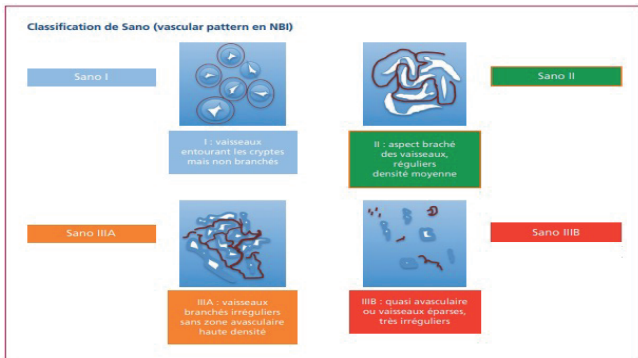 Classification de Sano (vascular pattern en NBI)
Sano I
Sano II
I : vaisseaux
entourant les cryptes
mais non branchés
II : aspect braché
des vaisseaux,
réguliers
densité moyenne
Sano IIIA
Sano IIIB
IIIA : vaisseaux
branchés irréguliers
sans zone avasculaire
haute densité
IIIB : quasi avasculaire
ou vaisseaux éparses,
très irréguliers